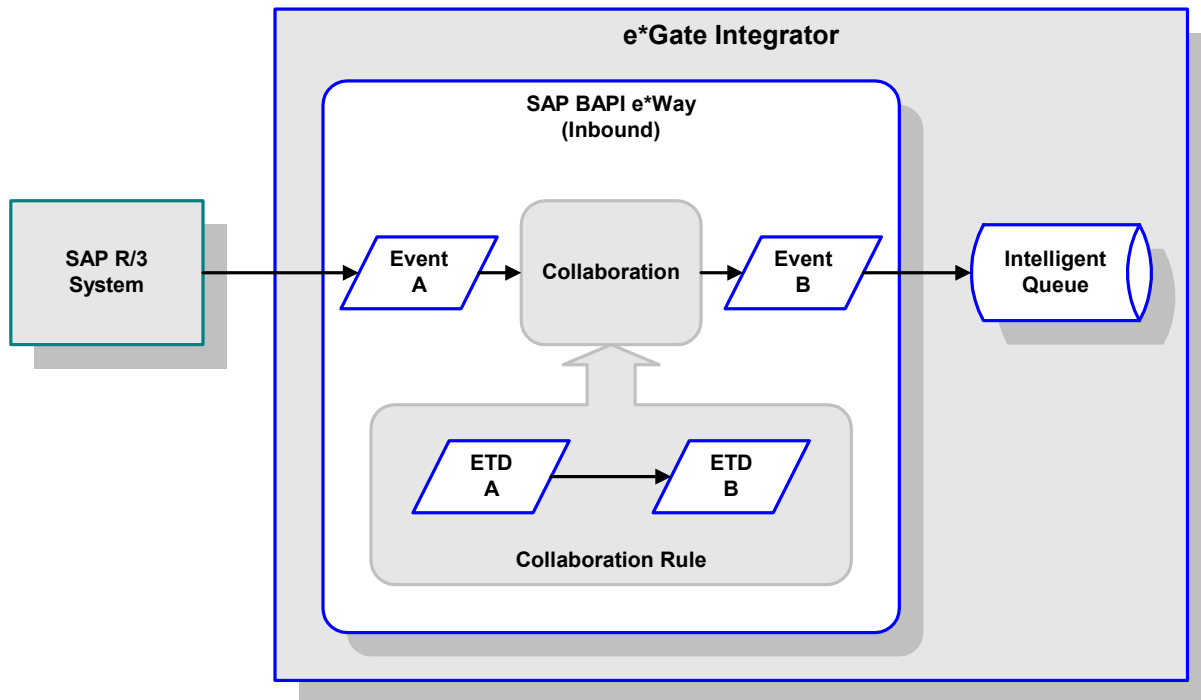 e*Gate Integrator
SAP BAPI e*Way
(Inbound)
SAP R/3
System
Event
A
Collaboration
Event
B
Intelligent
Queue
ETD
A
ETD
B
Collaboration Rule